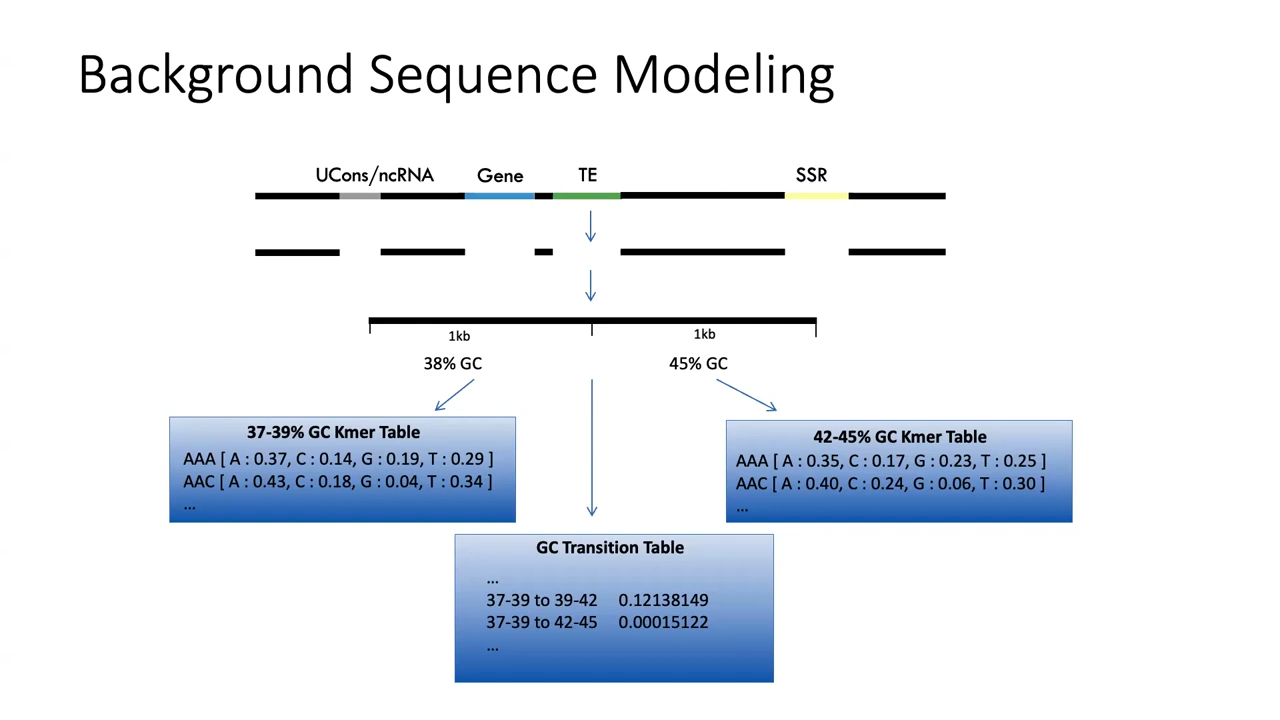 Background Sequence Modeling
UCons/ncRNA Gene TE SSR
1kb 1kb
38% GC 45% GC
37-39% GC Kmer Table
AAA [ A : 0.37, C : 0.14, G : 0.19, T : 0.29 ]
AAC [ A : 0.43, C : 0.18, G : 0.04, T : 0.34 ]
...
42-45% GC Kmer Table
AAA [ A : 0.35, C : 0.17, G : 0.23, T : 0.25 ]
AAC [ A : 0.40, C : 0.24, G : 0.06, T : 0.30 ]
...
GC Transition Table
...
37-39 to 39-42 0.12138149
37-39 to 42-45 0.00015122
...